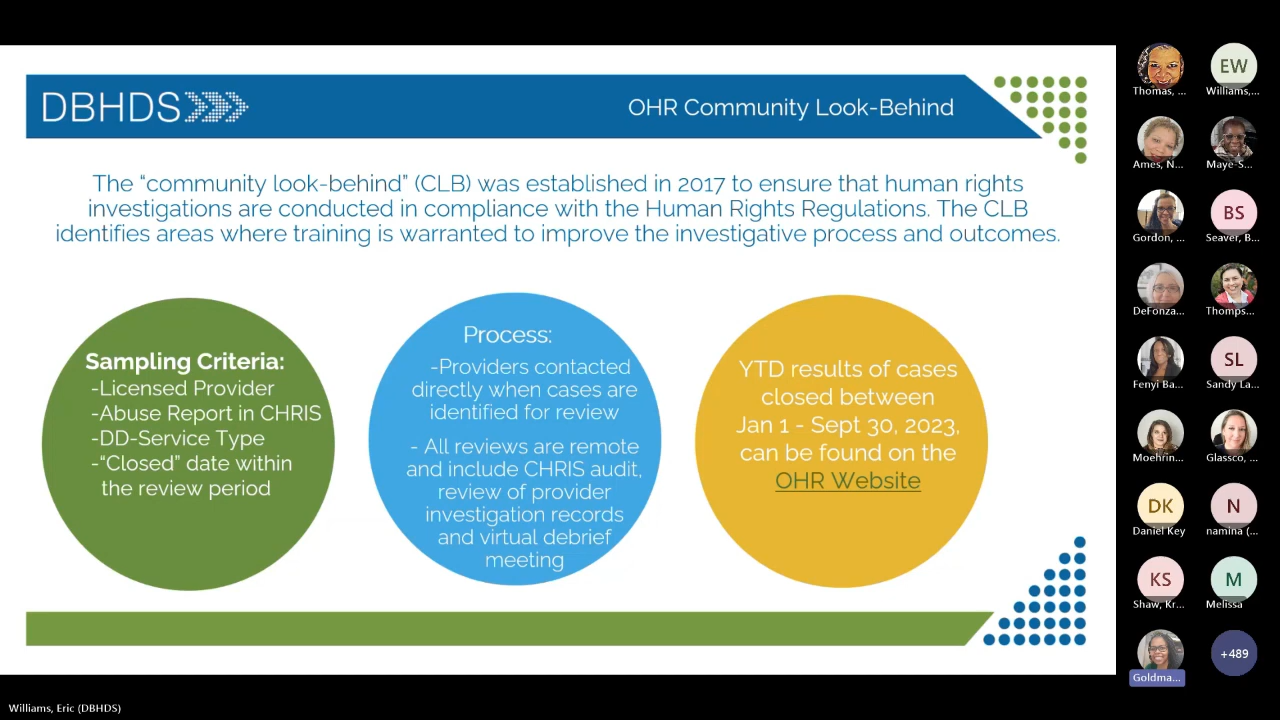 DBHDS
OHR Community Look-Behind
The “community look-behind” (CLB) was established in 2017 to ensure that human rights
investigations are conducted in compliance with the Human Rights Regulations. The CLB
identifies areas where training is warranted to improve the investigative process and outcomes.
Sampling Criteria:
-Licensed Provider
-Abuse Report in CHRIS
-DD-Service Type
-“Closed” date within
the review period
Process:
-Providers contacted
directly when cases are
identified for review
- All reviews are remote
and include CHRIS audit,
review of provider
investigation records
and virtual debrief
meeting
YTD results of cases
closed between
Jan 1 - Sept 30, 2023,
can be found on the
OHR Website
Thomas, ...
EW
Williams,...
Ames, N...
Maye-S...
Gordon, ...
BS
Seaver, B...
DeFonza...
Thomps...
Fenyi Ba...
SL
Sandy La...
Moehrin...
Glassco, ...
DK
Daniel Key
N
namina (...
KS
Shaw, Kr...
M
Melissa
Goldma...
+489
Williams, Eric (DBHDS)